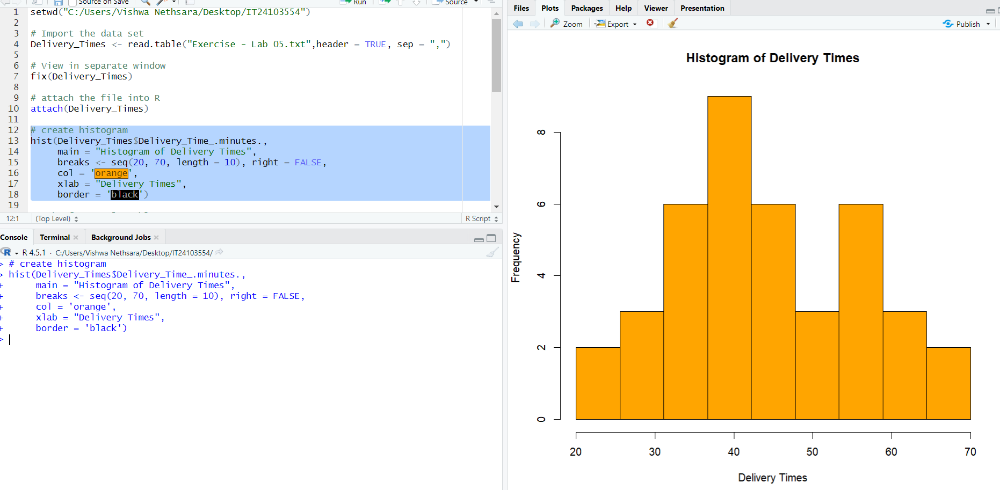 Source on Save
Run
Source
1 setwd("C:/Users/Vishwa Nethsara/Desktop/IT24103554")
2
3 # Import the data set
4 Delivery_Times <- read.table("Exercise - Lab 05.txt",header = TRUE, sep = ",")
5
6 # View in separate window
7 fix(Delivery_Times)
8
9 # attach the file into R
10 attach(Delivery_Times)
11
12 # create histogram
13 hist(Delivery_Times$Delivery_Time_.minutes.,
14      main = "Histogram of Delivery Times",
15      breaks <- seq(20, 70, length = 10), right = FALSE,
16      col = 'orange',
17      xlab = "Delivery Times",
18      border = 'black')
19
12:1 (Top Level) R Script
Console Terminal Background Jobs
R R 4.5.1 · C:/Users/Vishwa Nethsara/Desktop/IT24103554/
> # create histogram
> hist(Delivery_Times$Delivery_Time_.minutes.,
+      main = "Histogram of Delivery Times",
+      breaks <- seq(20, 70, length = 10), right = FALSE,
+      col = 'orange',
+      xlab = "Delivery Times",
+      border = 'black')
>
Files Plots Packages Help Viewer Presentation
Zoom Export Publish
Histogram of Delivery Times
Frequency
8
6
4
2
0
20 30 40 50 60 70
Delivery Times